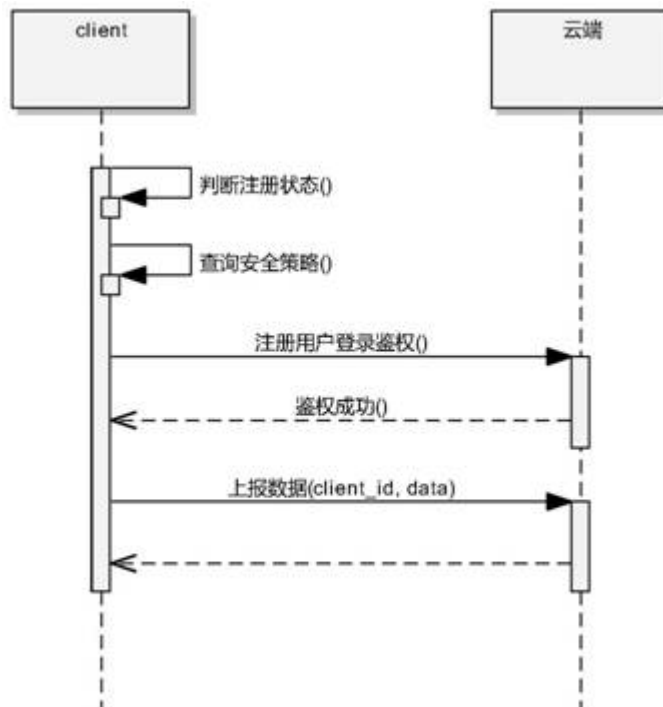 client
云端
判断注册状态()
查询安全策略()
注册用户登录鉴权()
鉴权成功()
上报数据(client_id, data)